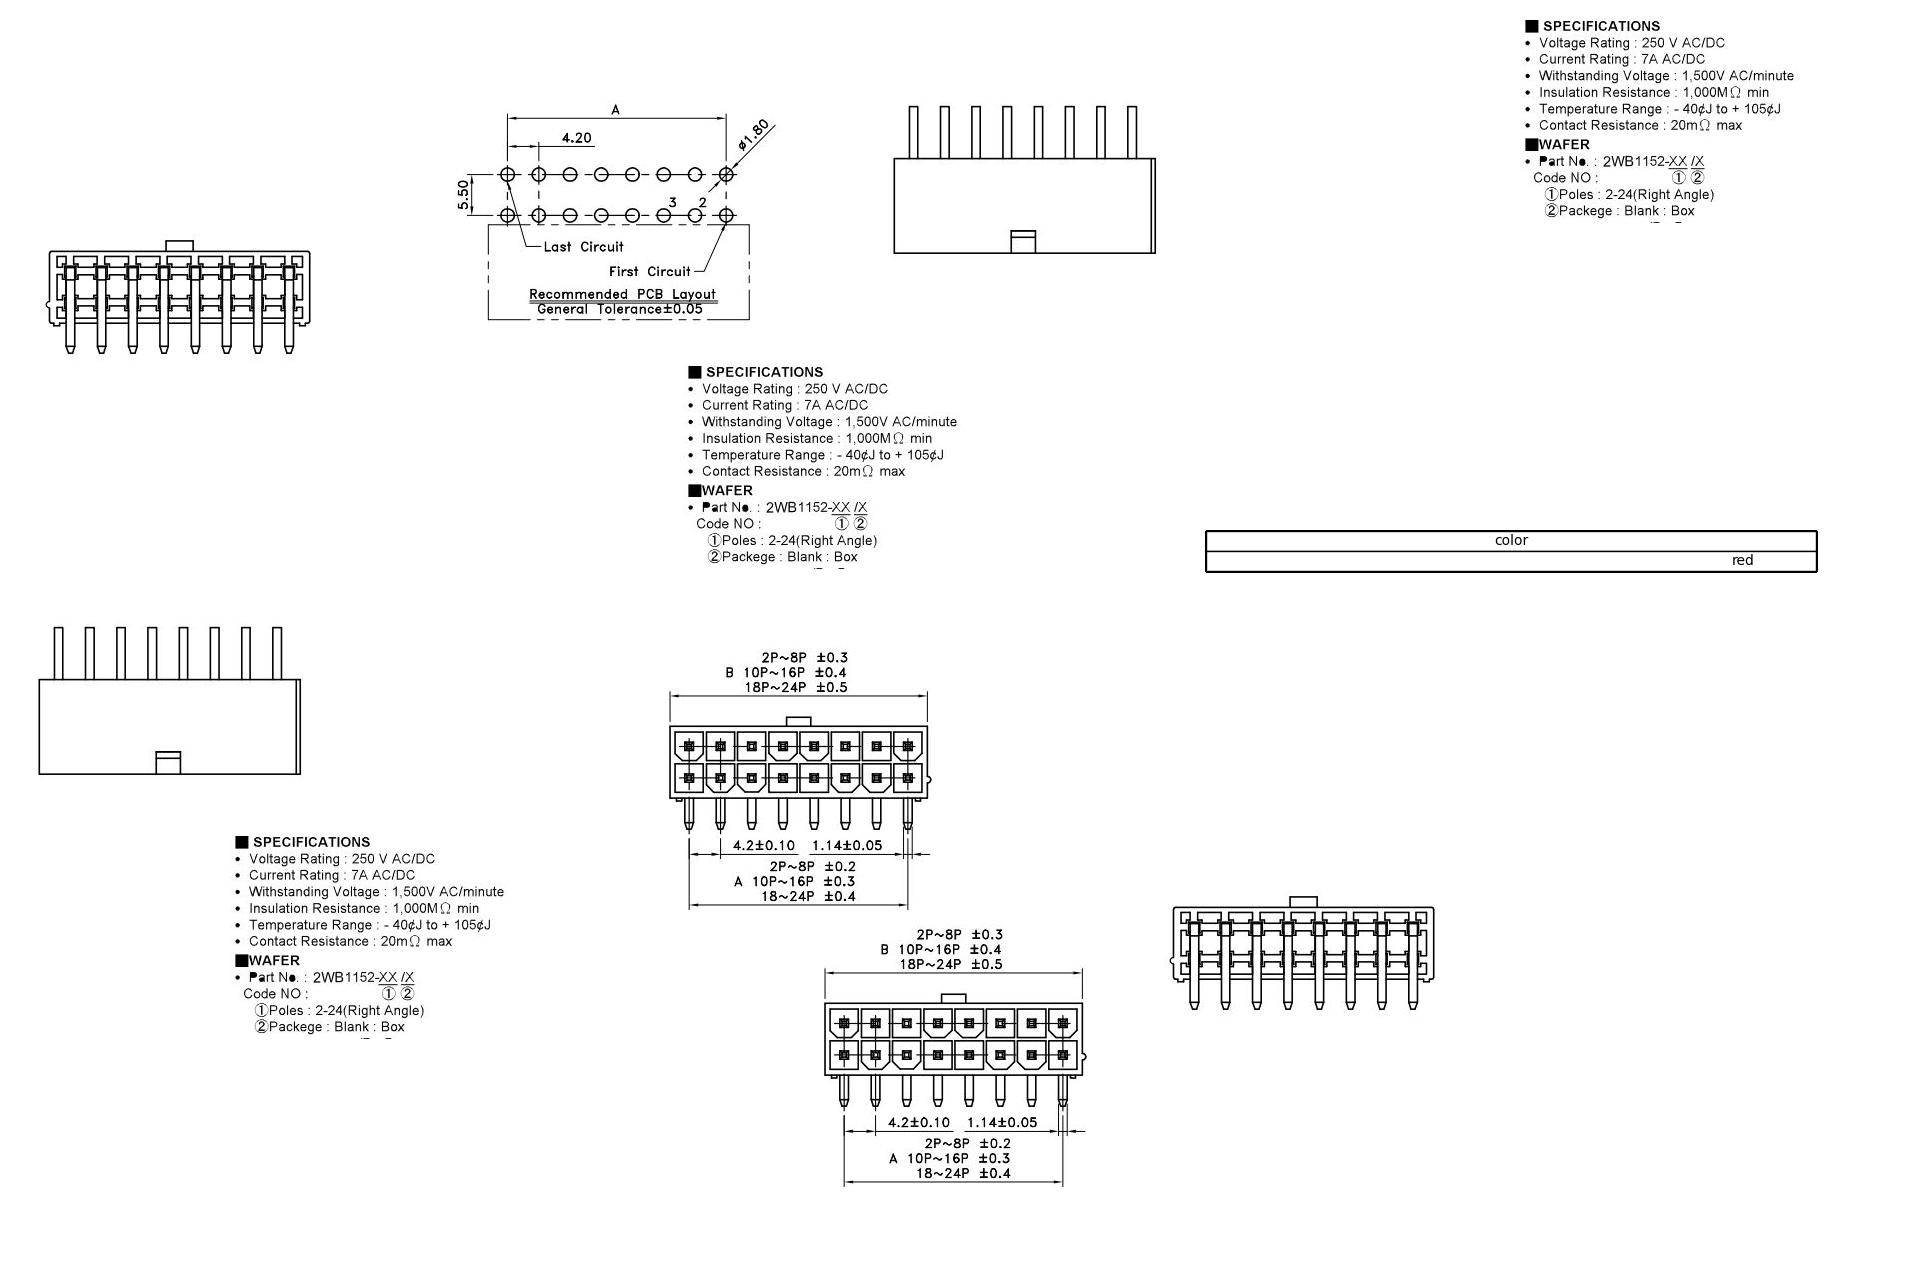 ■ SPECIFICATIONS
• Voltage Rating : 250 V AC/DC
• Current Rating : 7A AC/DC
• Withstanding Voltage : 1,500V AC/minute
• Insulation Resistance : 1,000MΩ min
• Temperature Range : - 40¢J to + 105¢J
• Contact Resistance : 20mΩ max
■WAFER
• Part No. : 2WB1152-XX /X
Code NO : ① ②
①Poles : 2-24(Right Angle)
②Packege : Blank : Box
A
4.20
ø1.80
5.50
3 2
Last Circuit
First Circuit
Recommended PCB Layout
General Tolerance±0.05
■ SPECIFICATIONS
• Voltage Rating : 250 V AC/DC
• Current Rating : 7A AC/DC
• Withstanding Voltage : 1,500V AC/minute
• Insulation Resistance : 1,000MΩ min
• Temperature Range : - 40¢J to + 105¢J
• Contact Resistance : 20mΩ max
■WAFER
• Part No. : 2WB1152-XX /X
Code NO : ① ②
①Poles : 2-24(Right Angle)
②Packege : Blank : Box
color
red
2P~8P ±0.3
B 10P~16P ±0.4
18P~24P ±0.5
4.2±0.10 1.14±0.05
2P~8P ±0.2
A 10P~16P ±0.3
18~24P ±0.4
■ SPECIFICATIONS
• Voltage Rating : 250 V AC/DC
• Current Rating : 7A AC/DC
• Withstanding Voltage : 1,500V AC/minute
• Insulation Resistance : 1,000MΩ min
• Temperature Range : - 40¢J to + 105¢J
• Contact Resistance : 20mΩ max
■WAFER
• Part No. : 2WB1152-XX /X
Code NO : ① ②
①Poles : 2-24(Right Angle)
②Packege : Blank : Box
2P~8P ±0.3
B 10P~16P ±0.4
18P~24P ±0.5
4.2±0.10 1.14±0.05
2P~8P ±0.2
A 10P~16P ±0.3
18~24P ±0.4